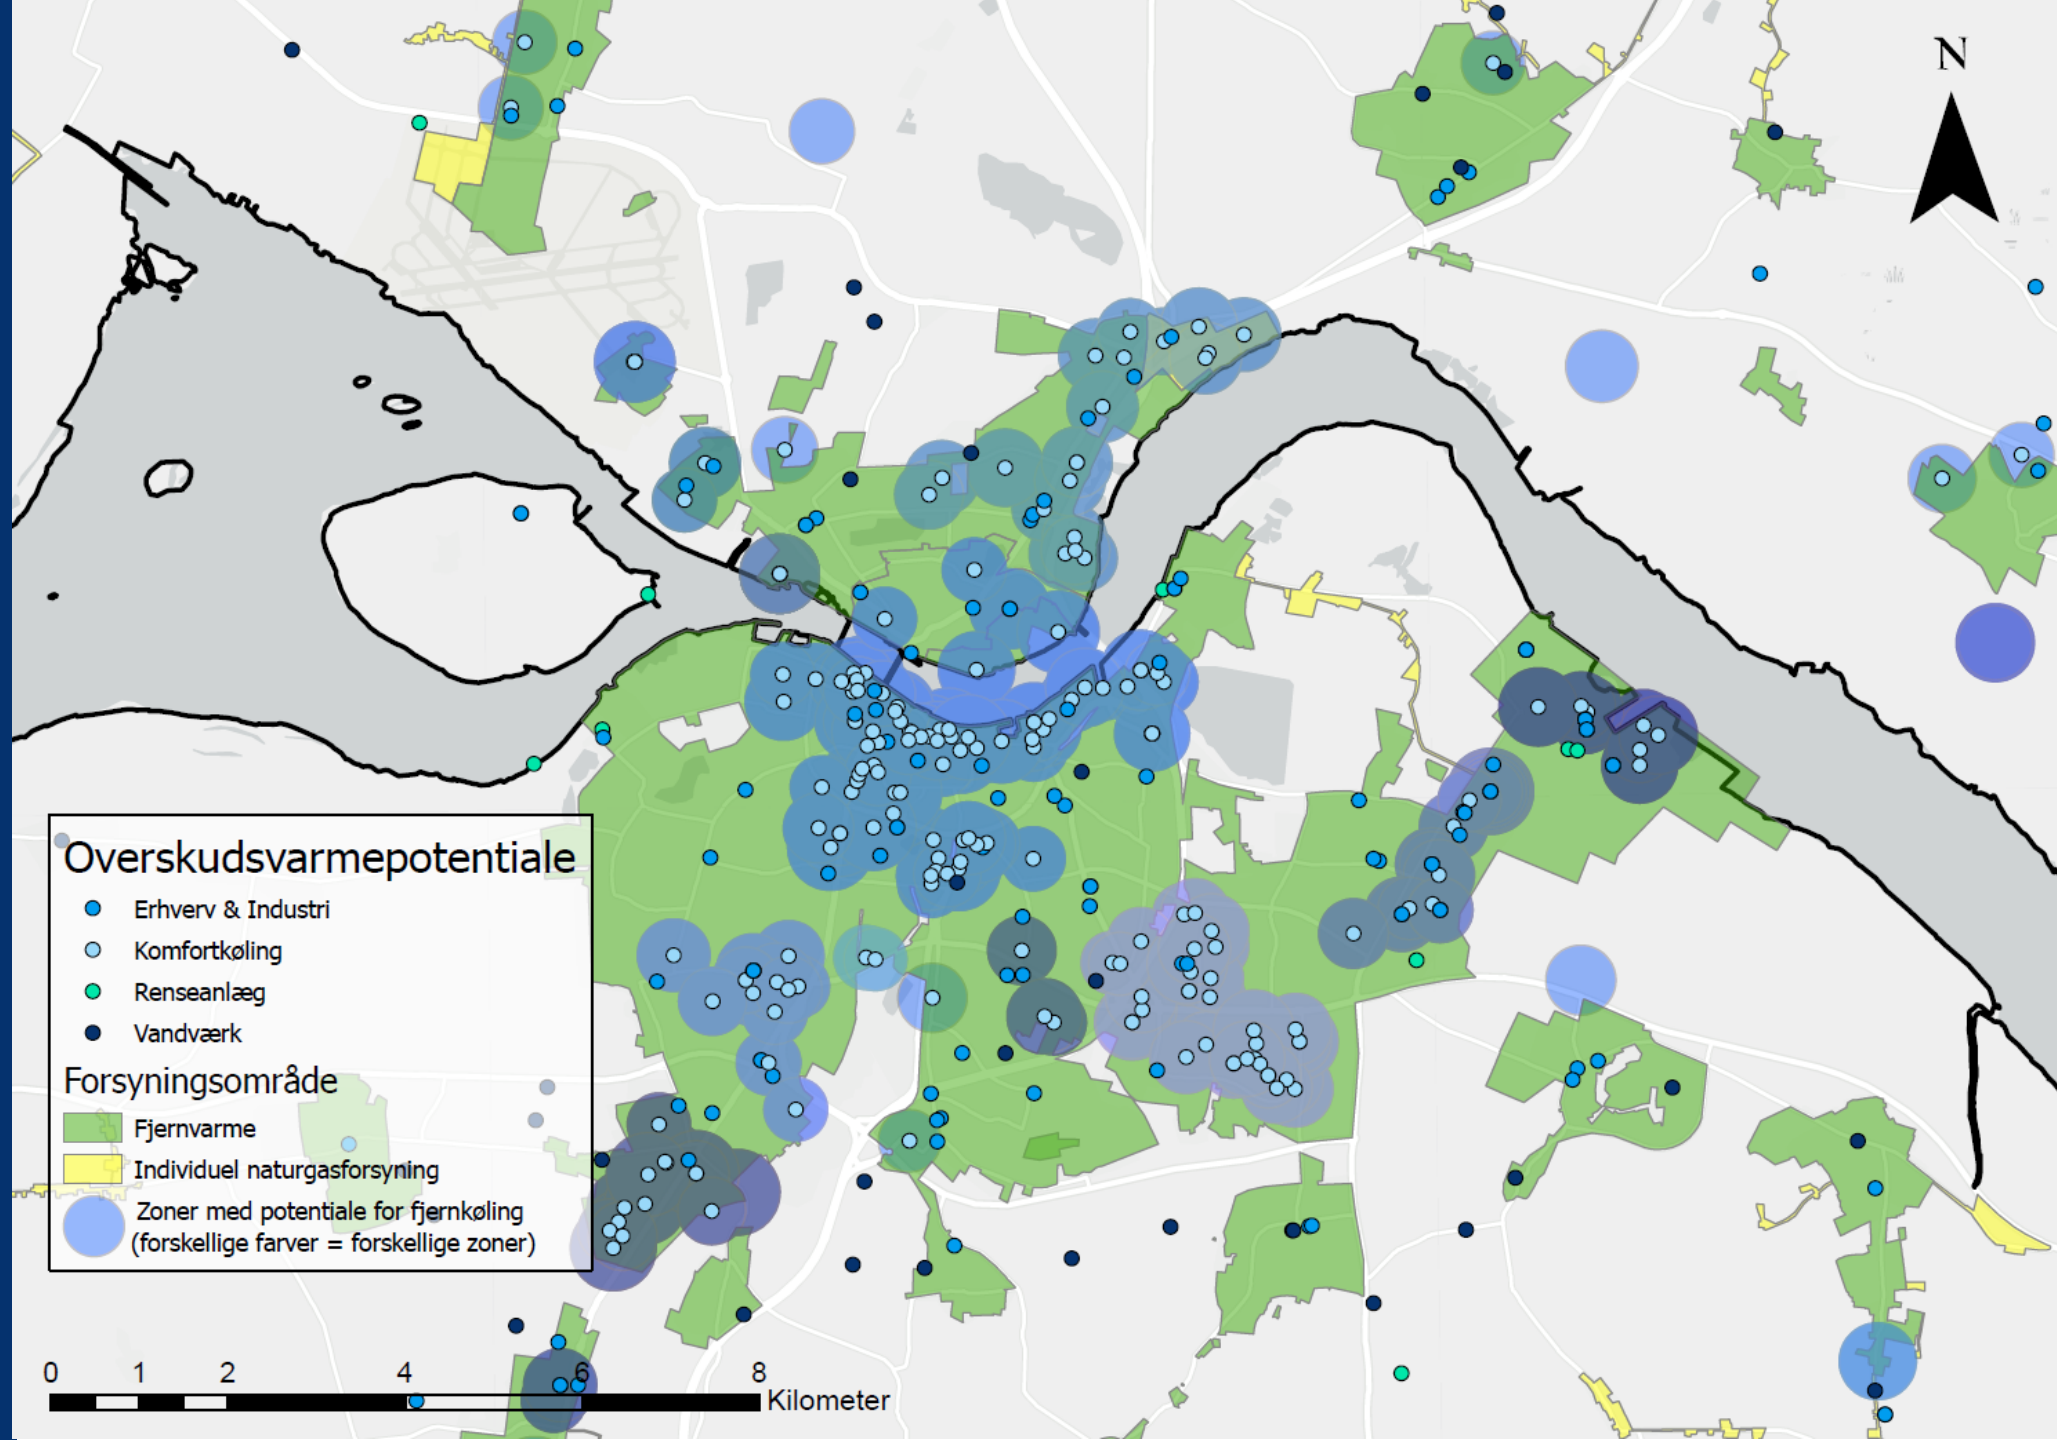 N
Overskudsvarmepotentiale
Erhverv & Industri
Komfortkøling
Renseanlæg
Vandværk
Forsyningsområde
Fjernvarme
Individuel naturgasforsyning
Zoner med potentiale for fjernkøling
(forskellige farver = forskellige zoner)
0 1 2 4 6 8
Kilometer